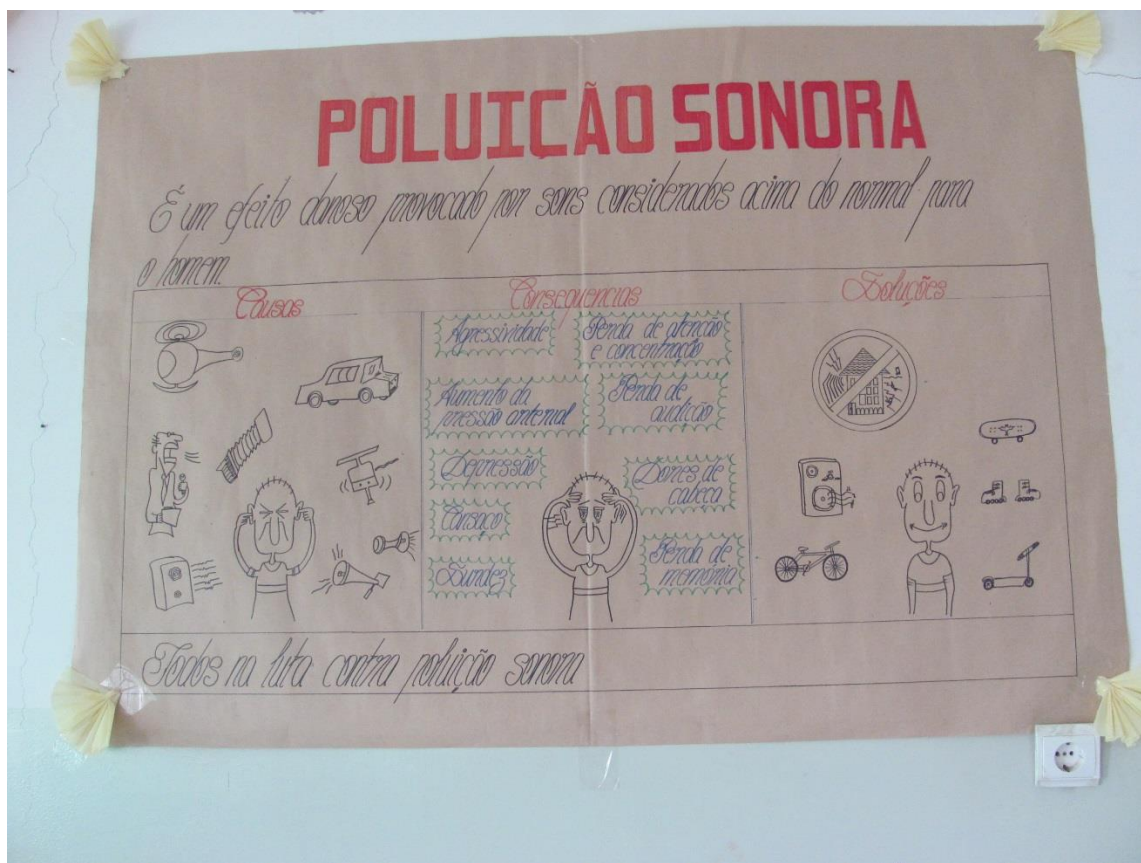 POLUIÇÃO SONORA
É um efeito danoso provocado por sons considerados acima do normal para
o homem.
Causas
Consequencias
Soluções
Agressividade
Perda de atenção
e concentração
Aumento da
pressão arterial
Perda de
audição
Depressão
Dores de
cabeça
Cansaço
Surdez
Perda de
memória
Todos na luta contra poluição sonora